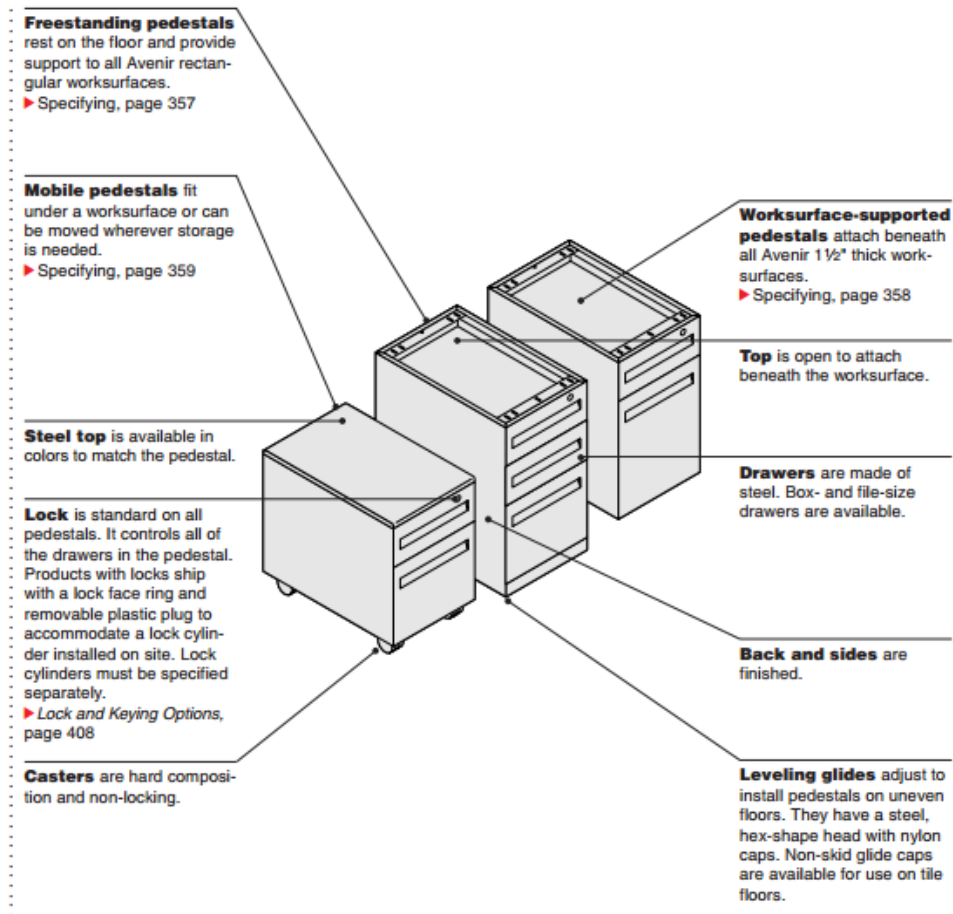 Freestanding pedestals
rest on the floor and provide
support to all Avenir rectan-
gular worksurfaces.
▶ Specifying, page 357
Mobile pedestals fit
under a worksurface or can
be moved wherever storage
is needed.
▶ Specifying, page 359
Steel top is available in
colors to match the pedestal.
Lock is standard on all
pedestals. It controls all of
the drawers in the pedestal.
Products with locks ship
with a lock face ring and
removable plastic plug to
accommodate a lock cylin-
der installed on site. Lock
cylinders must be specified
separately.
▶ Lock and Keying Options,
page 408
Casters are hard composi-
tion and non-locking.
Worksurface-supported
pedestals attach beneath
all Avenir 1½" thick work-
surfaces.
▶ Specifying, page 358
Top is open to attach
beneath the worksurface.
Drawers are made of
steel. Box- and file-size
drawers are available.
Back and sides are
finished.
Leveling glides adjust to
install pedestals on uneven
floors. They have a steel,
hex-shape head with nylon
caps. Non-skid glide caps
are available for use on tile
floors.